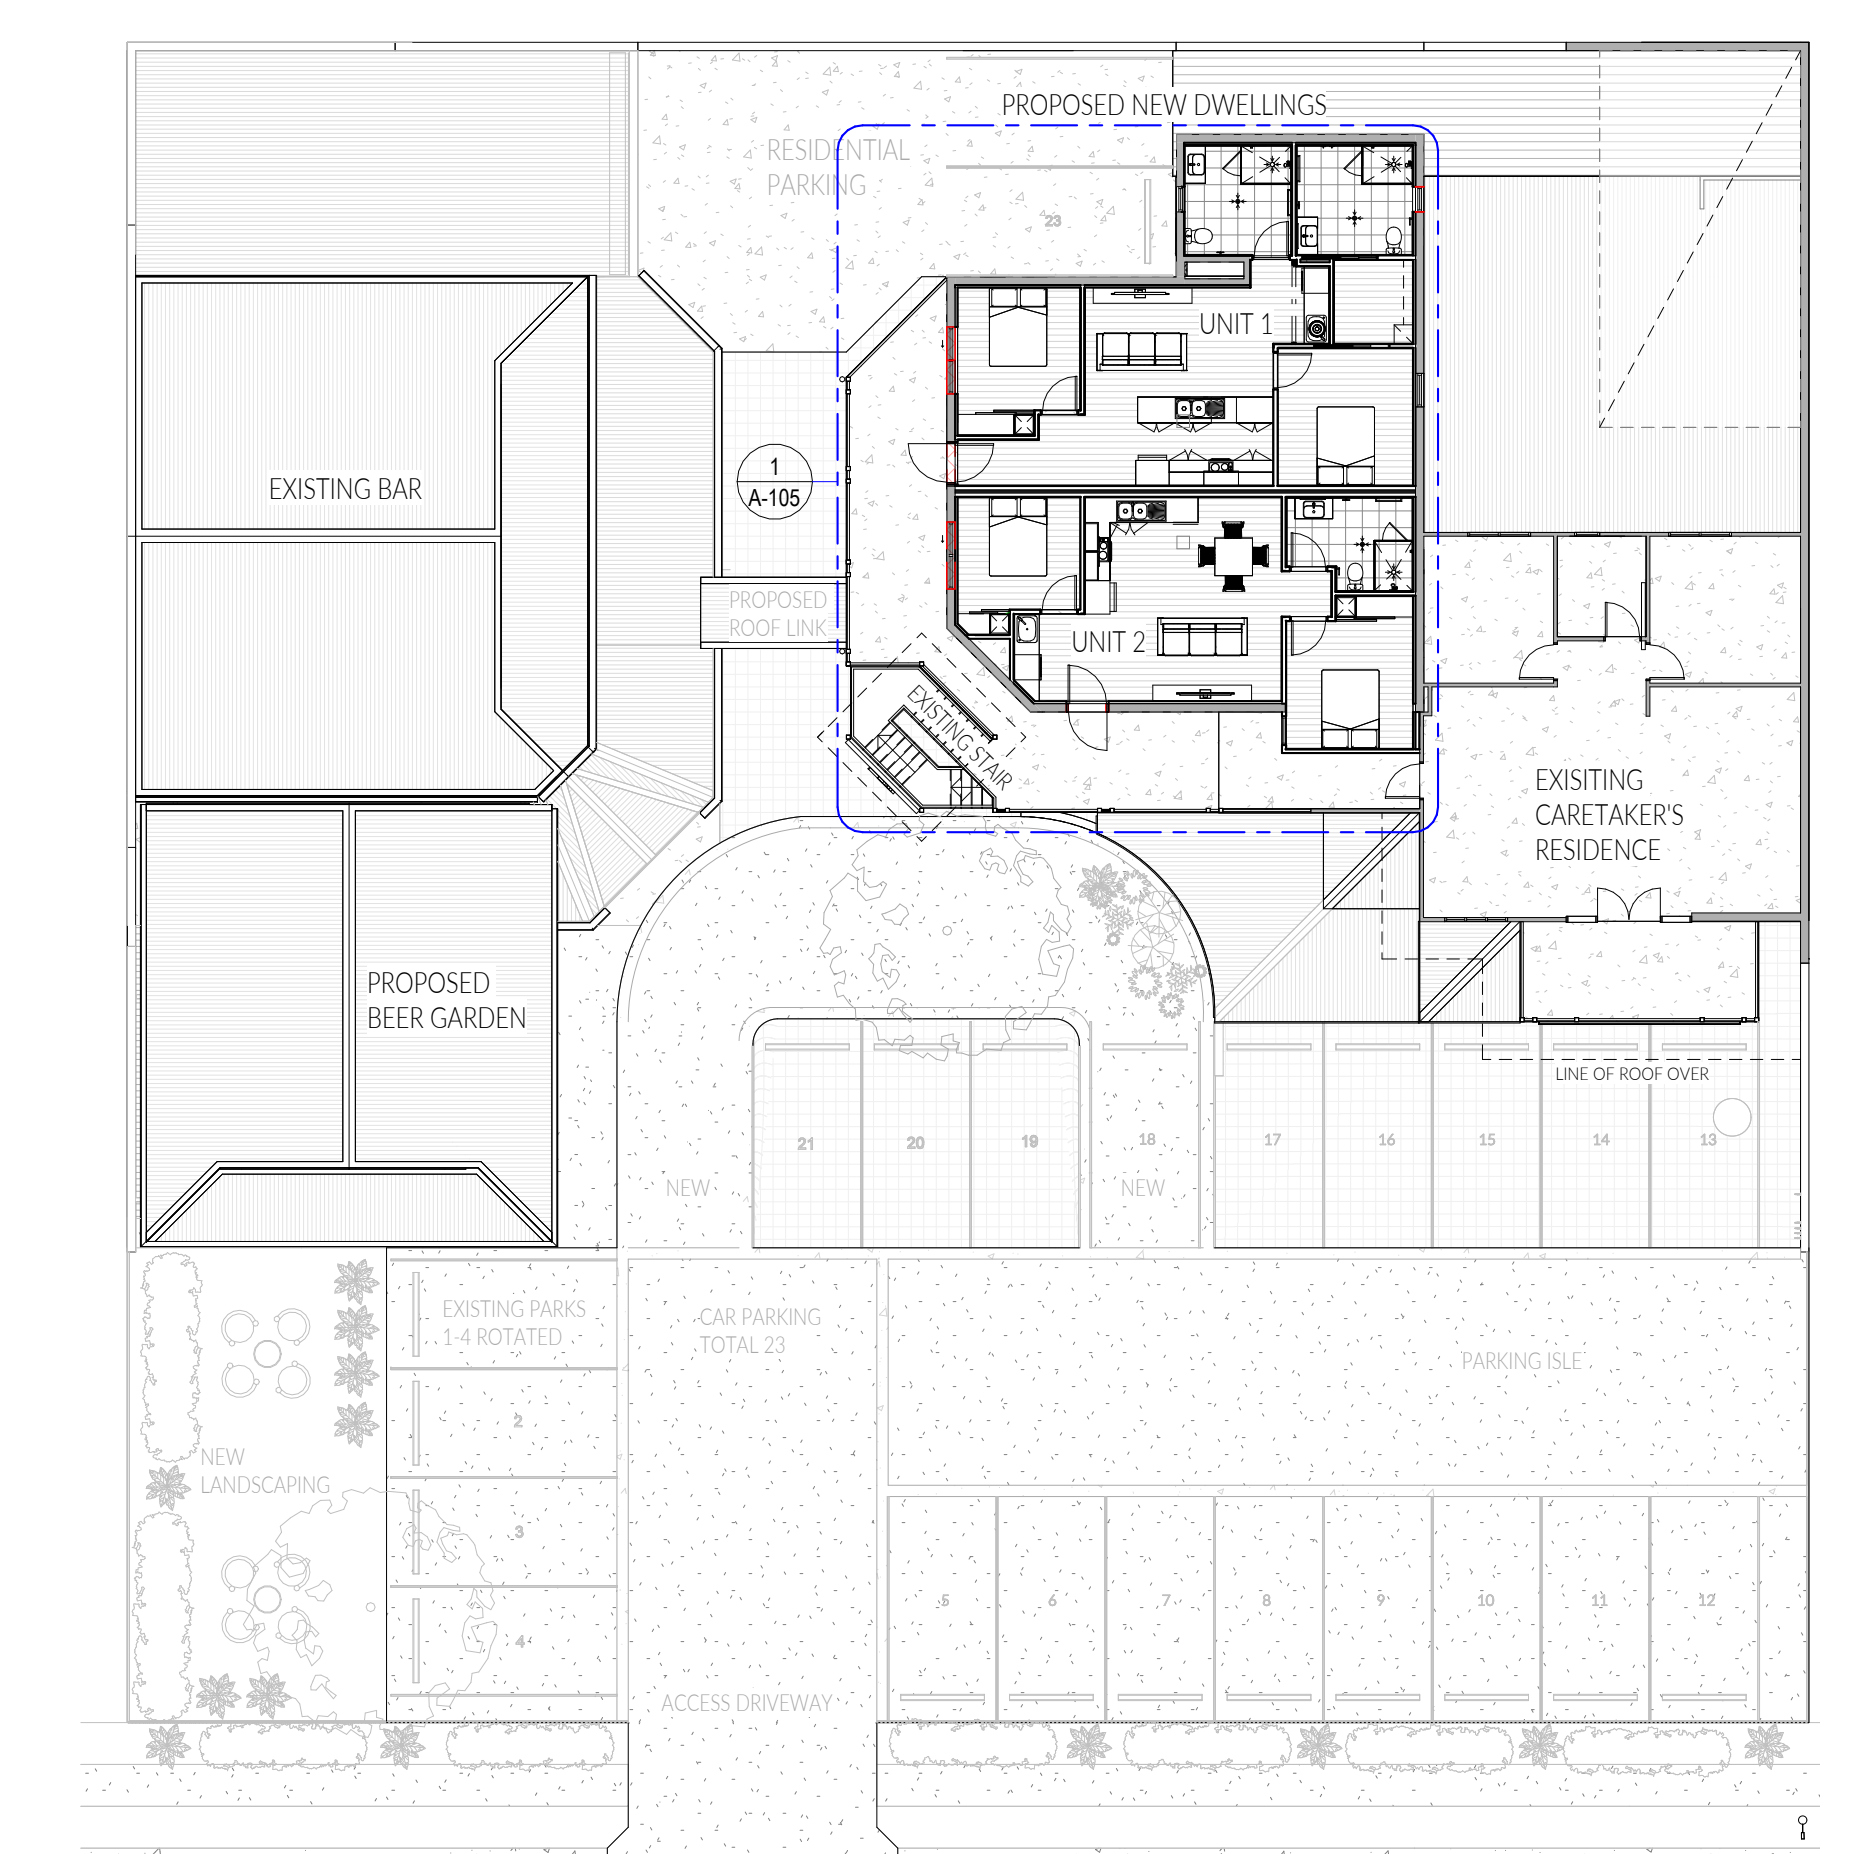 PROPOSED NEW DWELLINGS
RESIDENTIAL
PARKING
23
UNIT 1
EXISTING BAR
1
A-105
PROPOSED
ROOF LINK
UNIT 2
EXISTING STAIR
EXISITING
CARETAKER'S
RESIDENCE
PROPOSED
BEER GARDEN
LINE OF ROOF OVER
21
20
19
18
17
16
15
14
13
NEW
NEW
EXISTING PARKS
1-4 ROTATED
CAR PARKING
TOTAL 23
PARKING ISLE
2
NEW
LANDSCAPING
3
5
6
7
8
9
10
11
12
4
ACCESS DRIVEWAY